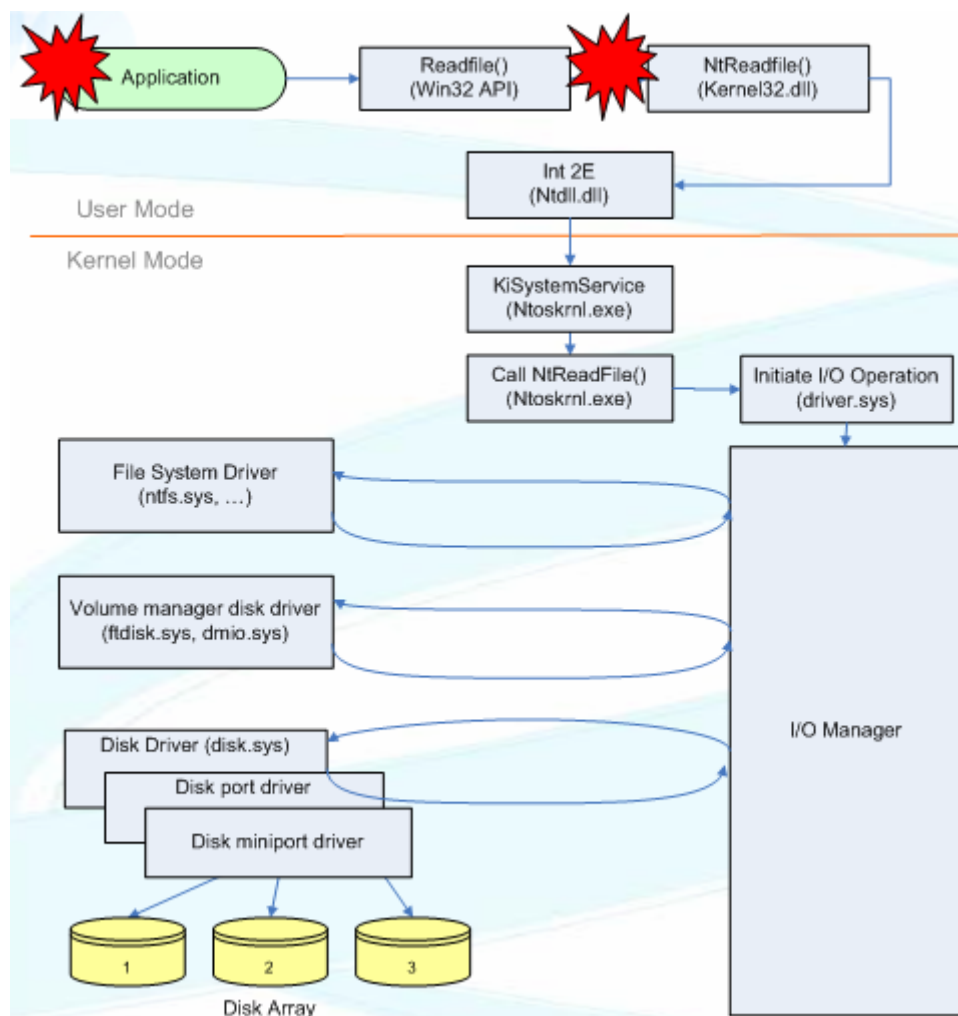 Application
Readfile()
(Win32 API)
NtReadfile()
(Kernel32.dll)
Int 2E
(Ntdll.dll)
User Mode
Kernel Mode
KiSystemService
(Ntoskrnl.exe)
Call NtReadFile()
(Ntoskrnl.exe)
Initiate I/O Operation
(driver.sys)
File System Driver
(ntfs.sys, …)
Volume manager disk driver
(ftdisk.sys, dmio.sys)
I/O Manager
Disk Driver (disk.sys)
Disk port driver
Disk miniport driver
1
2
3
Disk Array